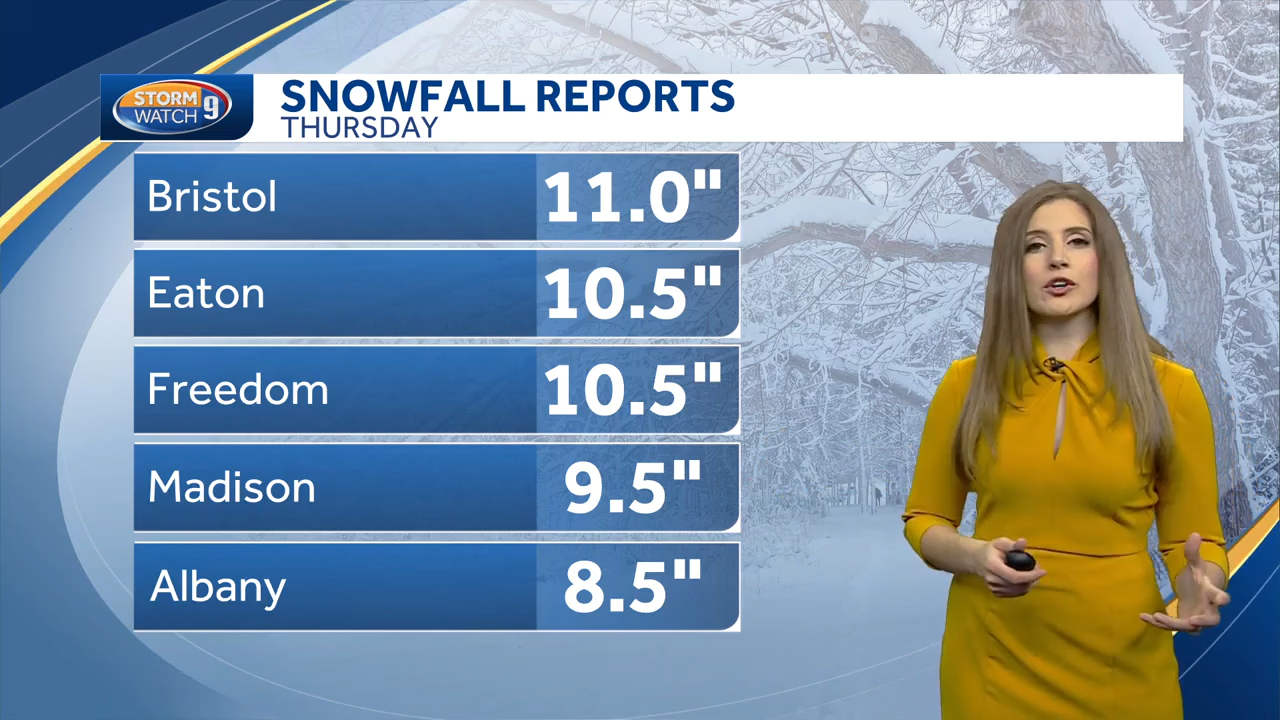 STORM
WATCH 9
SNOWFALL REPORTS
THURSDAY
Bristol 11.0"
Eaton 10.5"
Freedom 10.5"
Madison 9.5"
Albany 8.5"